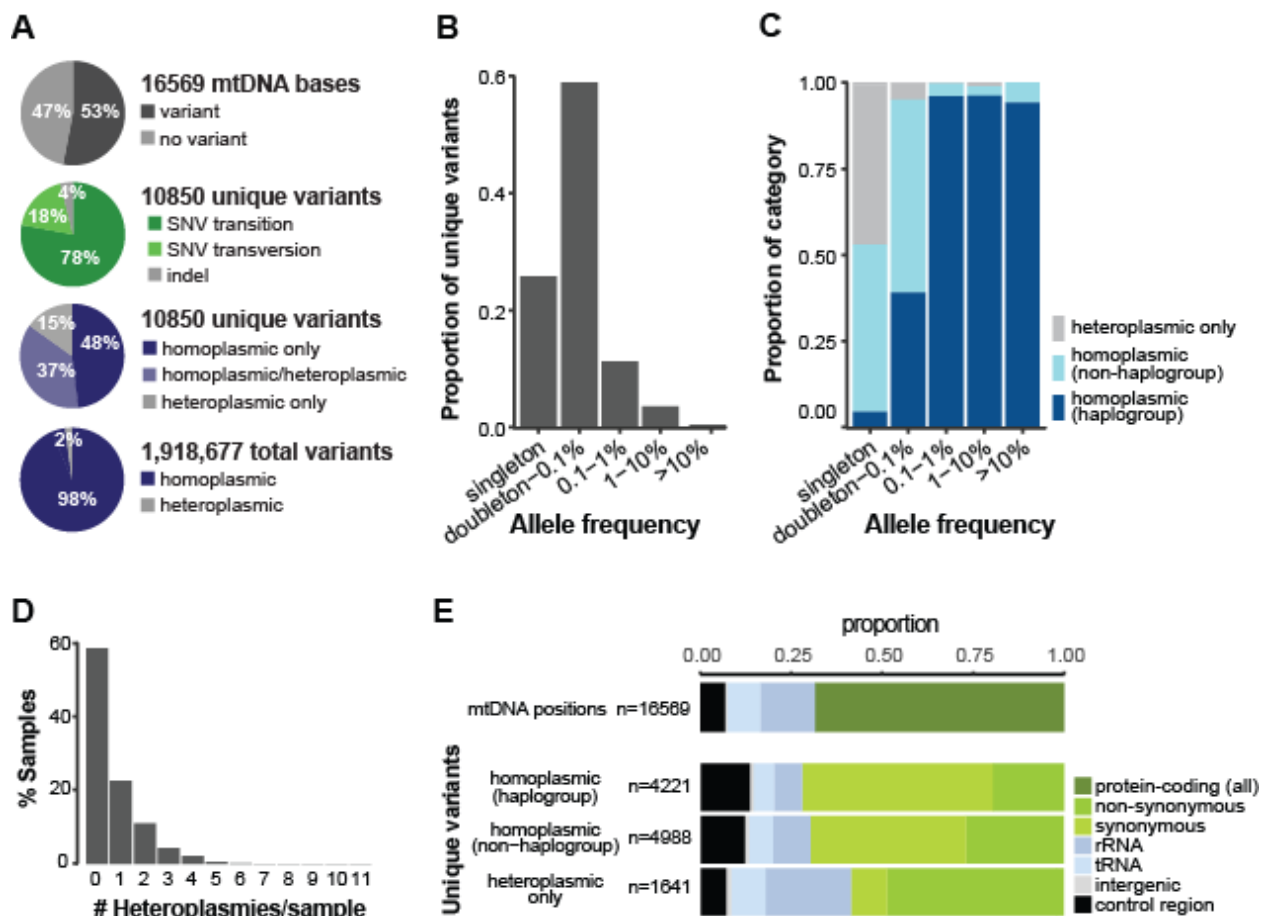 A
16569 mtDNA bases
47%
53%
variant
no variant
10850 unique variants
4%
18%
78%
SNV transition
SNV transversion
indel
10850 unique variants
15%
48%
37%
homoplasmic only
homoplasmic/heteroplasmic
heteroplasmic only
1,918,677 total variants
2%
98%
homoplasmic
heteroplasmic
B
Proportion of unique variants
0.6
0.4
0.2
0.0
singleton
doubleton–0.1%
0.1–1%
1–10%
>10%
Allele frequency
C
Proportion of category
1.00
0.75
0.50
0.25
0.00
singleton
doubleton–0.1%
0.1–1%
1–10%
>10%
Allele frequency
heteroplasmic only
homoplasmic
(non-haplogroup)
homoplasmic
(haplogroup)
D
% Samples
60
40
20
0
0 1 2 3 4 5 6 7 8 9 10 11
# Heteroplasmies/sample
E
proportion
0.00 0.25 0.50 0.75 1.00
mtDNA positions n=16569
Unique variants
homoplasmic
(haplogroup)
n=4221
homoplasmic
(non-haplogroup)
n=4988
heteroplasmic
only
n=1641
protein-coding (all)
non-synonymous
synonymous
rRNA
tRNA
intergenic
control region